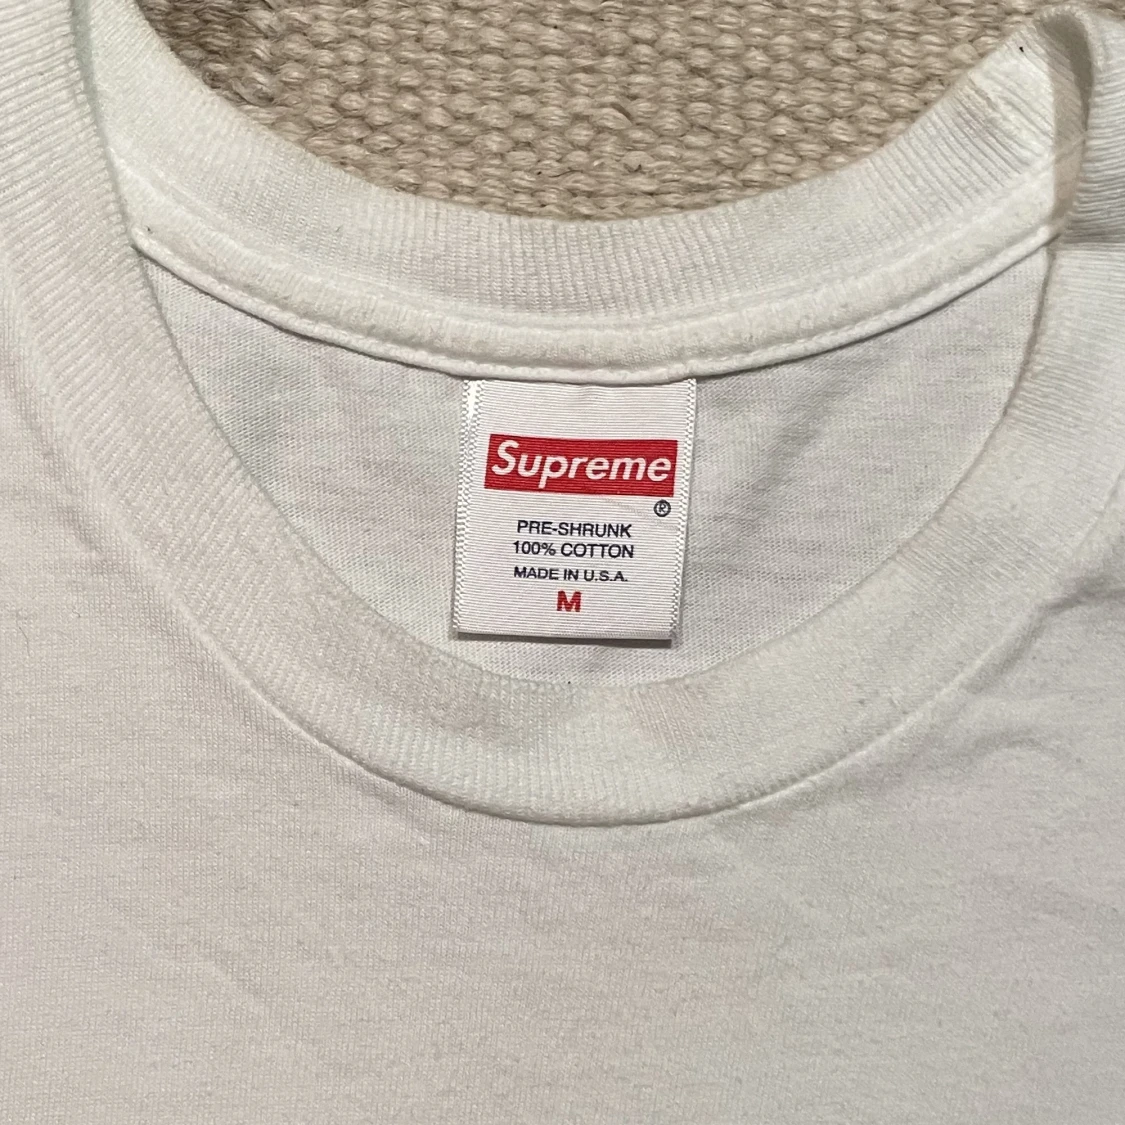 Supreme
®
PRE-SHRUNK
100% COTTON
MADE IN U.S.A.
M